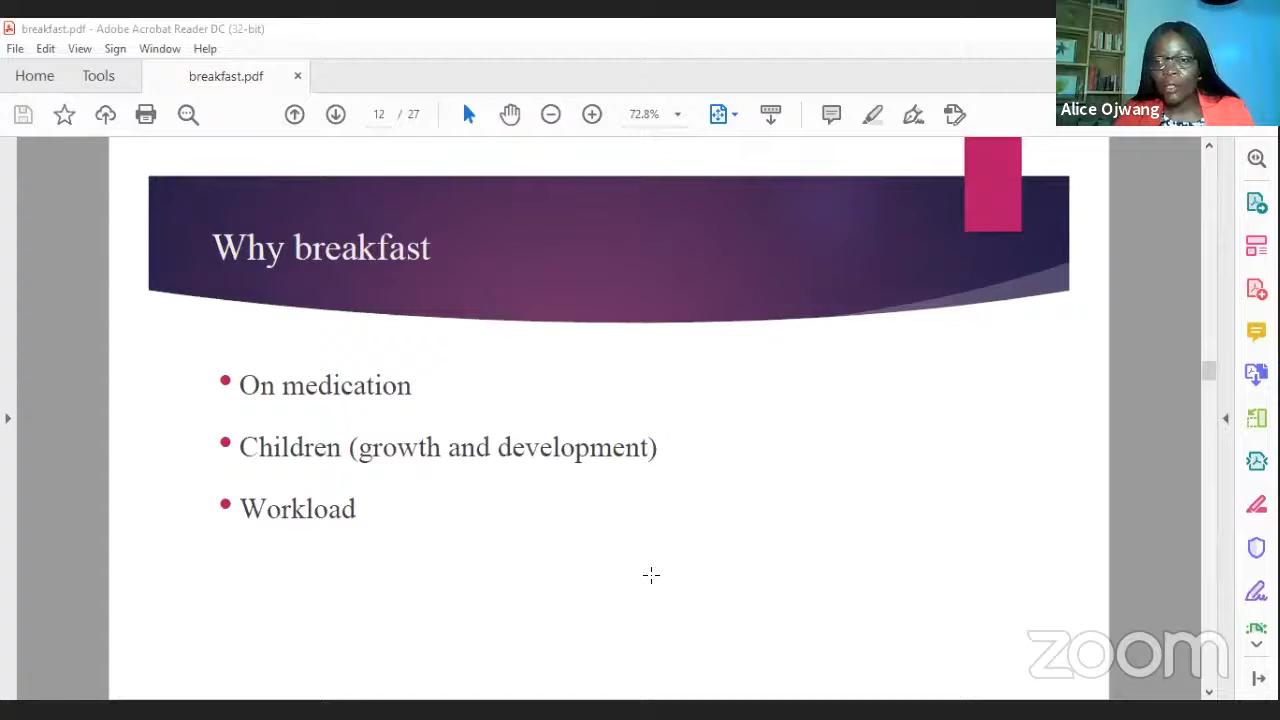 breakfast.pdf - Adobe Acrobat Reader DC (32-bit)
File Edit View Sign Window Help
Home Tools breakfast.pdf ×
12 / 27 72.8%
Alice Ojwang
Why breakfast
• On medication
• Children (growth and development)
• Workload
zoom